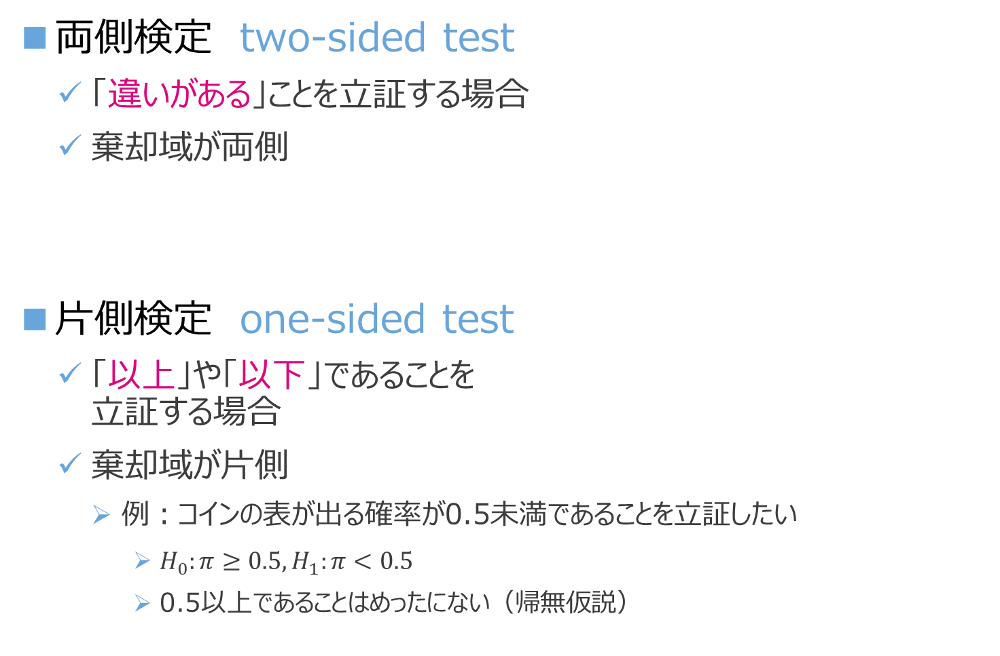 両側検定 two-sided test
「違いがある」ことを立証する場合
棄却域が両側
片側検定 one-sided test
「以上」や「以下」であることを
立証する場合
棄却域が片側
例：コインの表が出る確率が0.5未満であることを立証したい
H₀: π ≥ 0.5, H₁: π < 0.5
0.5以上であることはめったにない（帰無仮説）